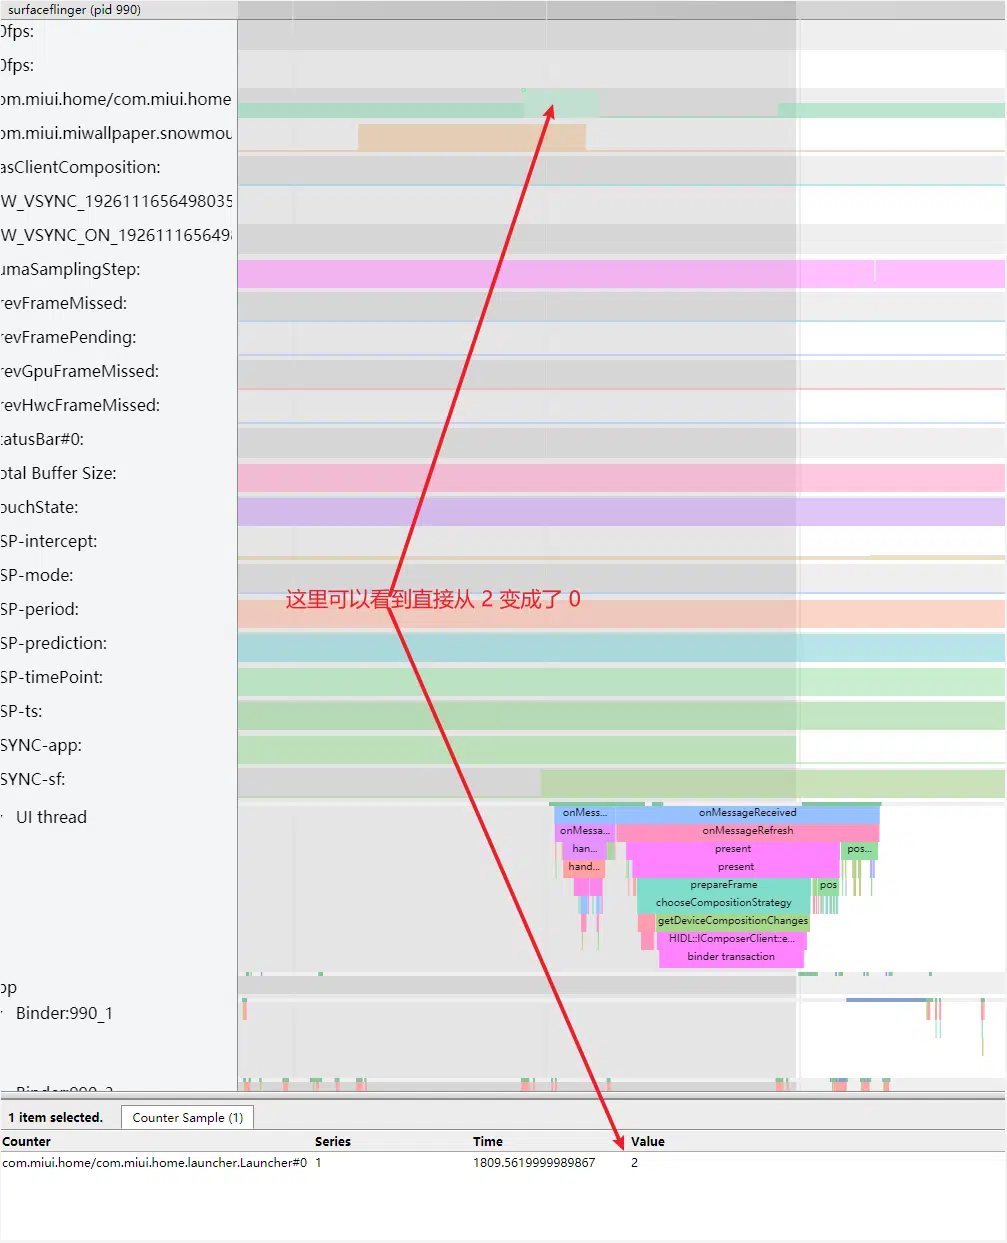 surfaceflinger (pid 990)
0fps:
0fps:
om.miui.home/com.miui.home
om.miui.miwallpaper.snowmou
asClientComposition:
W_VSYNC_1926111656498035
W_VSYNC_ON_192611165649
umaSamplingStep:
revFrameMissed:
revFramePending:
revGpuFrameMissed:
revHwcFrameMissed:
tatusBar#0:
otal Buffer Size:
ouchState:
SP-intercept:
SP-mode:
这里可以看到直接从 2 变成了 0
SP-period:
SP-prediction:
SP-timePoint:
SP-ts:
SYNC-app:
SYNC-sf:
UI thread
onMess... onMessageReceived
onMessa... onMessageRefresh
han... present pos...
hand... present
prepareFrame pos
chooseCompositionStrategy
getDeviceCompositionChanges
HIDL::IComposerClient::e...
binder transaction
pp
Binder:990_1
Binder:990_2
1 item selected. Counter Sample (1)
Counter Series Time Value
com.miui.home/com.miui.home.launcher.Launcher#0 1 1809.5619999989867 2